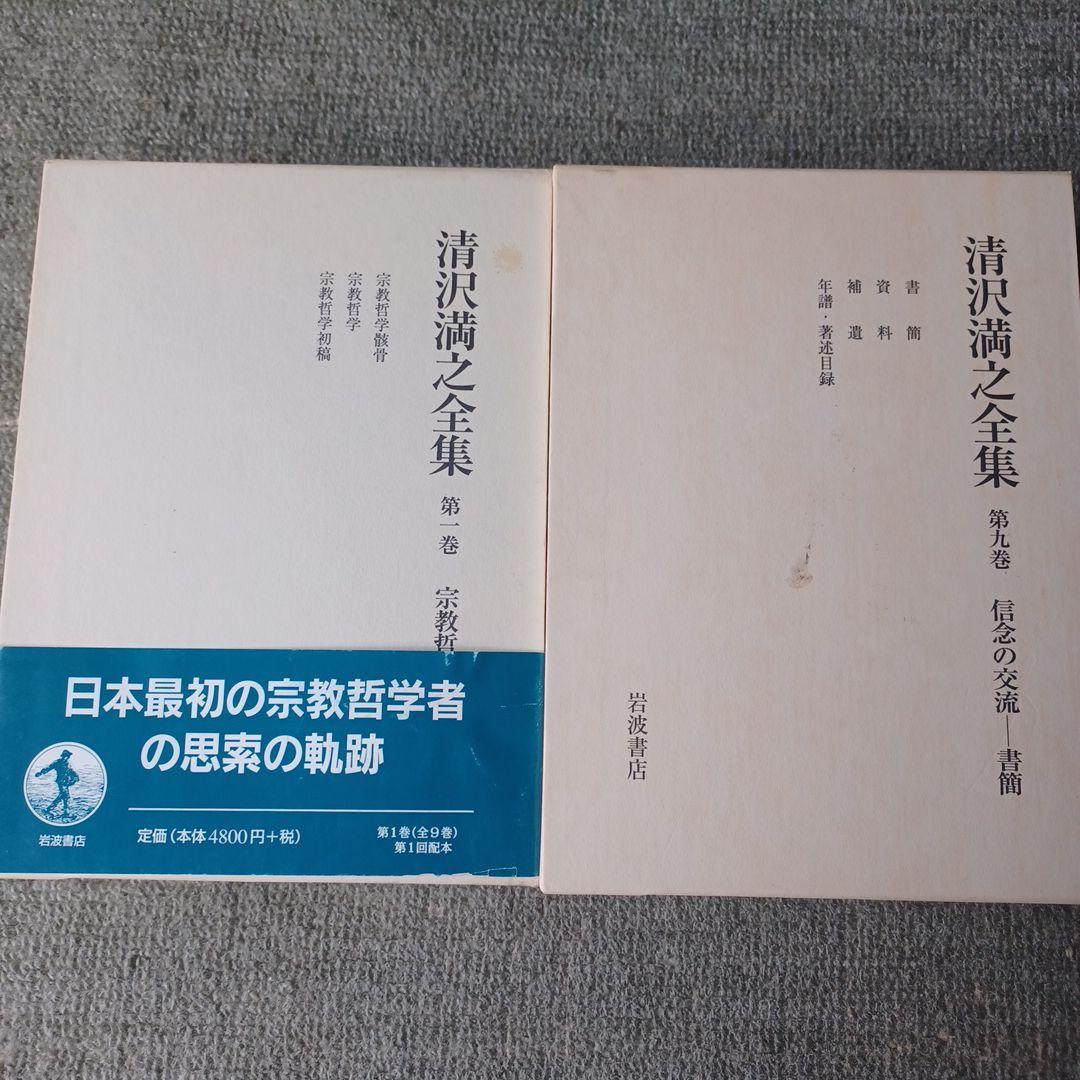 清沢満之全集 第一巻 宗教哲
宗教哲学骸骨
宗教哲学
宗教哲学初稿
日本最初の宗教哲学者
の思索の軌跡
岩波書店
定価(本体4800円+税)
第1巻(全9巻)
第1回配本
清沢満之全集 第九巻 信念の交流―書簡
書簡
資料
補遺
年譜・著述目録
岩波書店